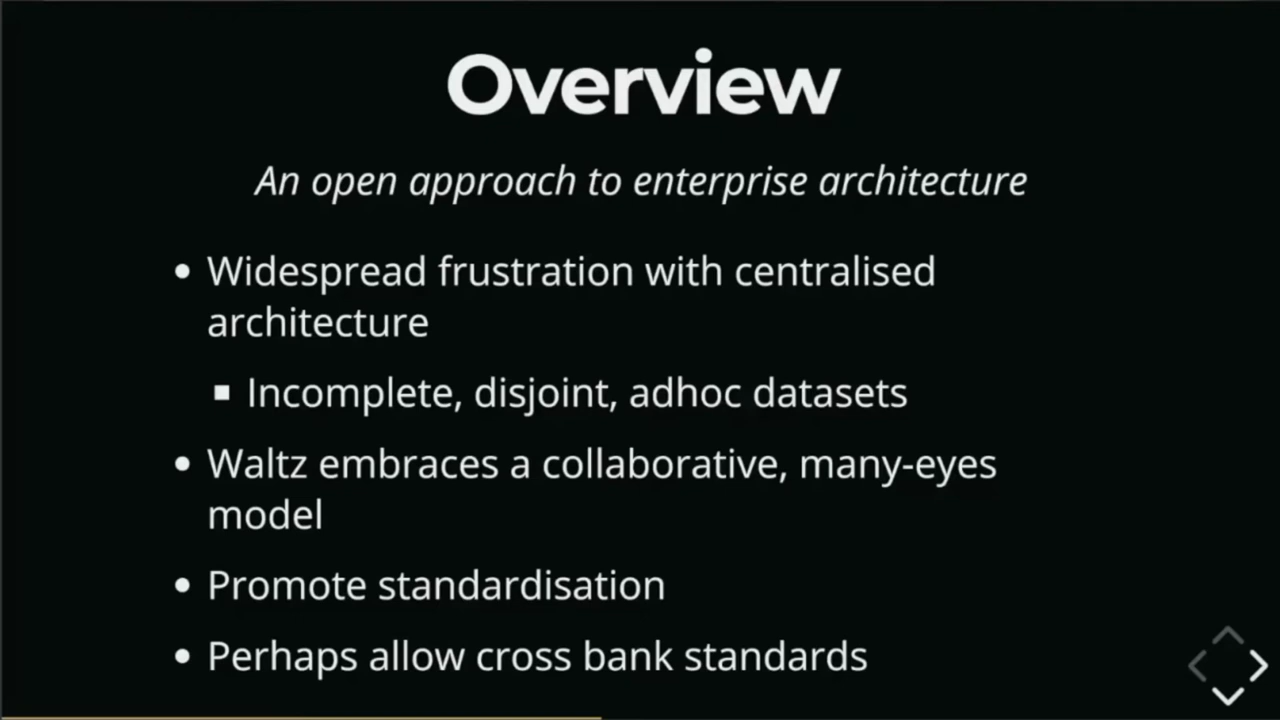 Overview
An open approach to enterprise architecture
Widespread frustration with centralised
architecture
Incomplete, disjoint, adhoc datasets
Waltz embraces a collaborative, many-eyes
model
Promote standardisation
Perhaps allow cross bank standards